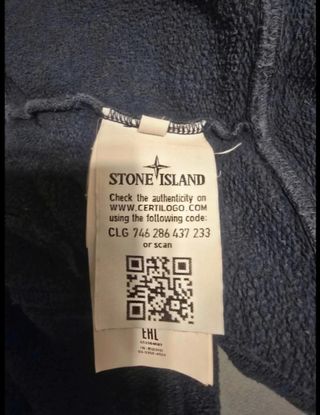 STONE ISLAND
Check the authenticity on
WWW.CERTILOGO.COM
using the following code:
CLG 746 286 437 233
or scan
EAC